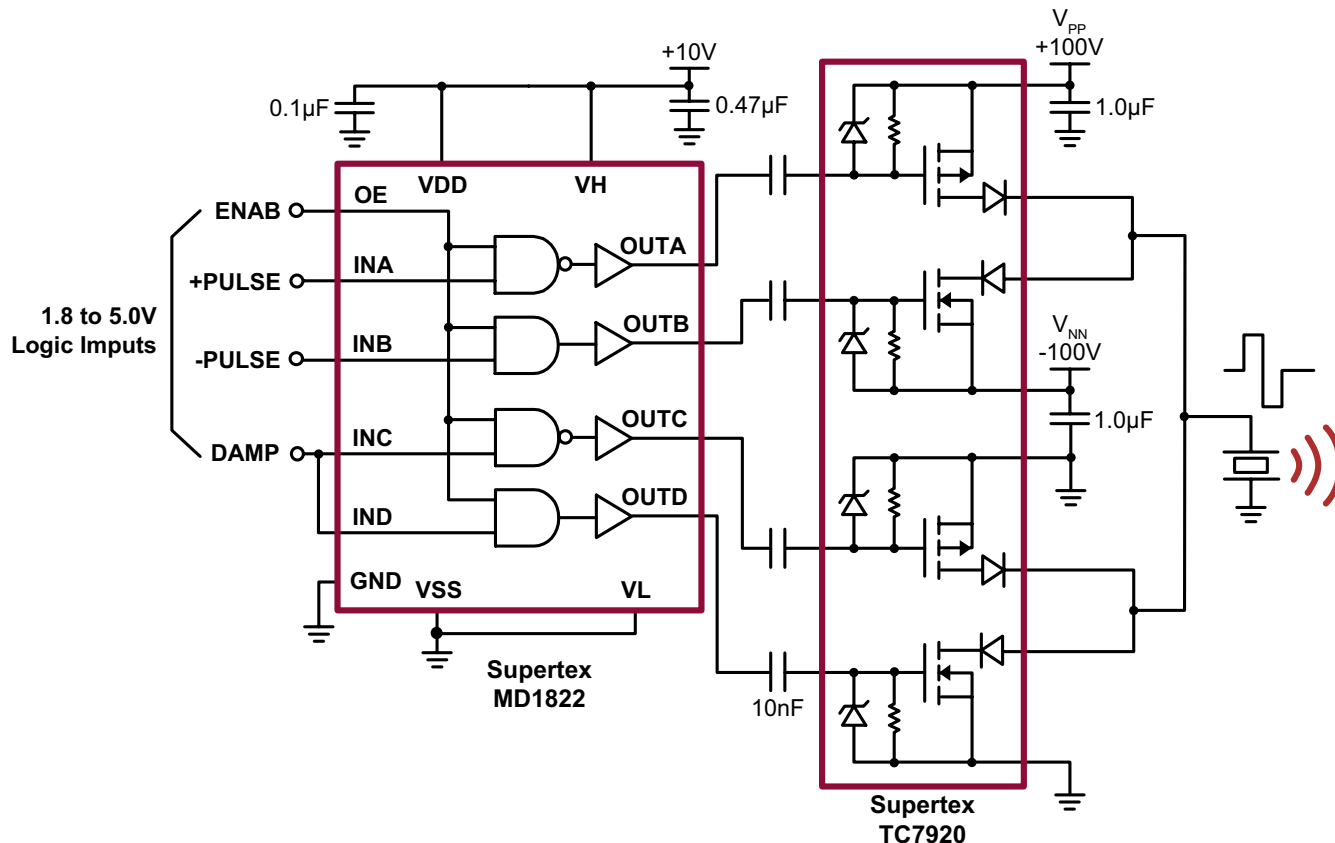 +10V
0.1µF
0.47µF
V_PP
+100V
1.0µF
VDD
VH
ENAB
OE
OUTA
+PULSE
INA
1.8 to 5.0V
Logic Imputs
OUTB
-PULSE
INB
V_NN
-100V
1.0µF
OUTC
DAMP
INC
OUTD
IND
GND
VSS
VL
Supertex
MD1822
10nF
Supertex
TC7920